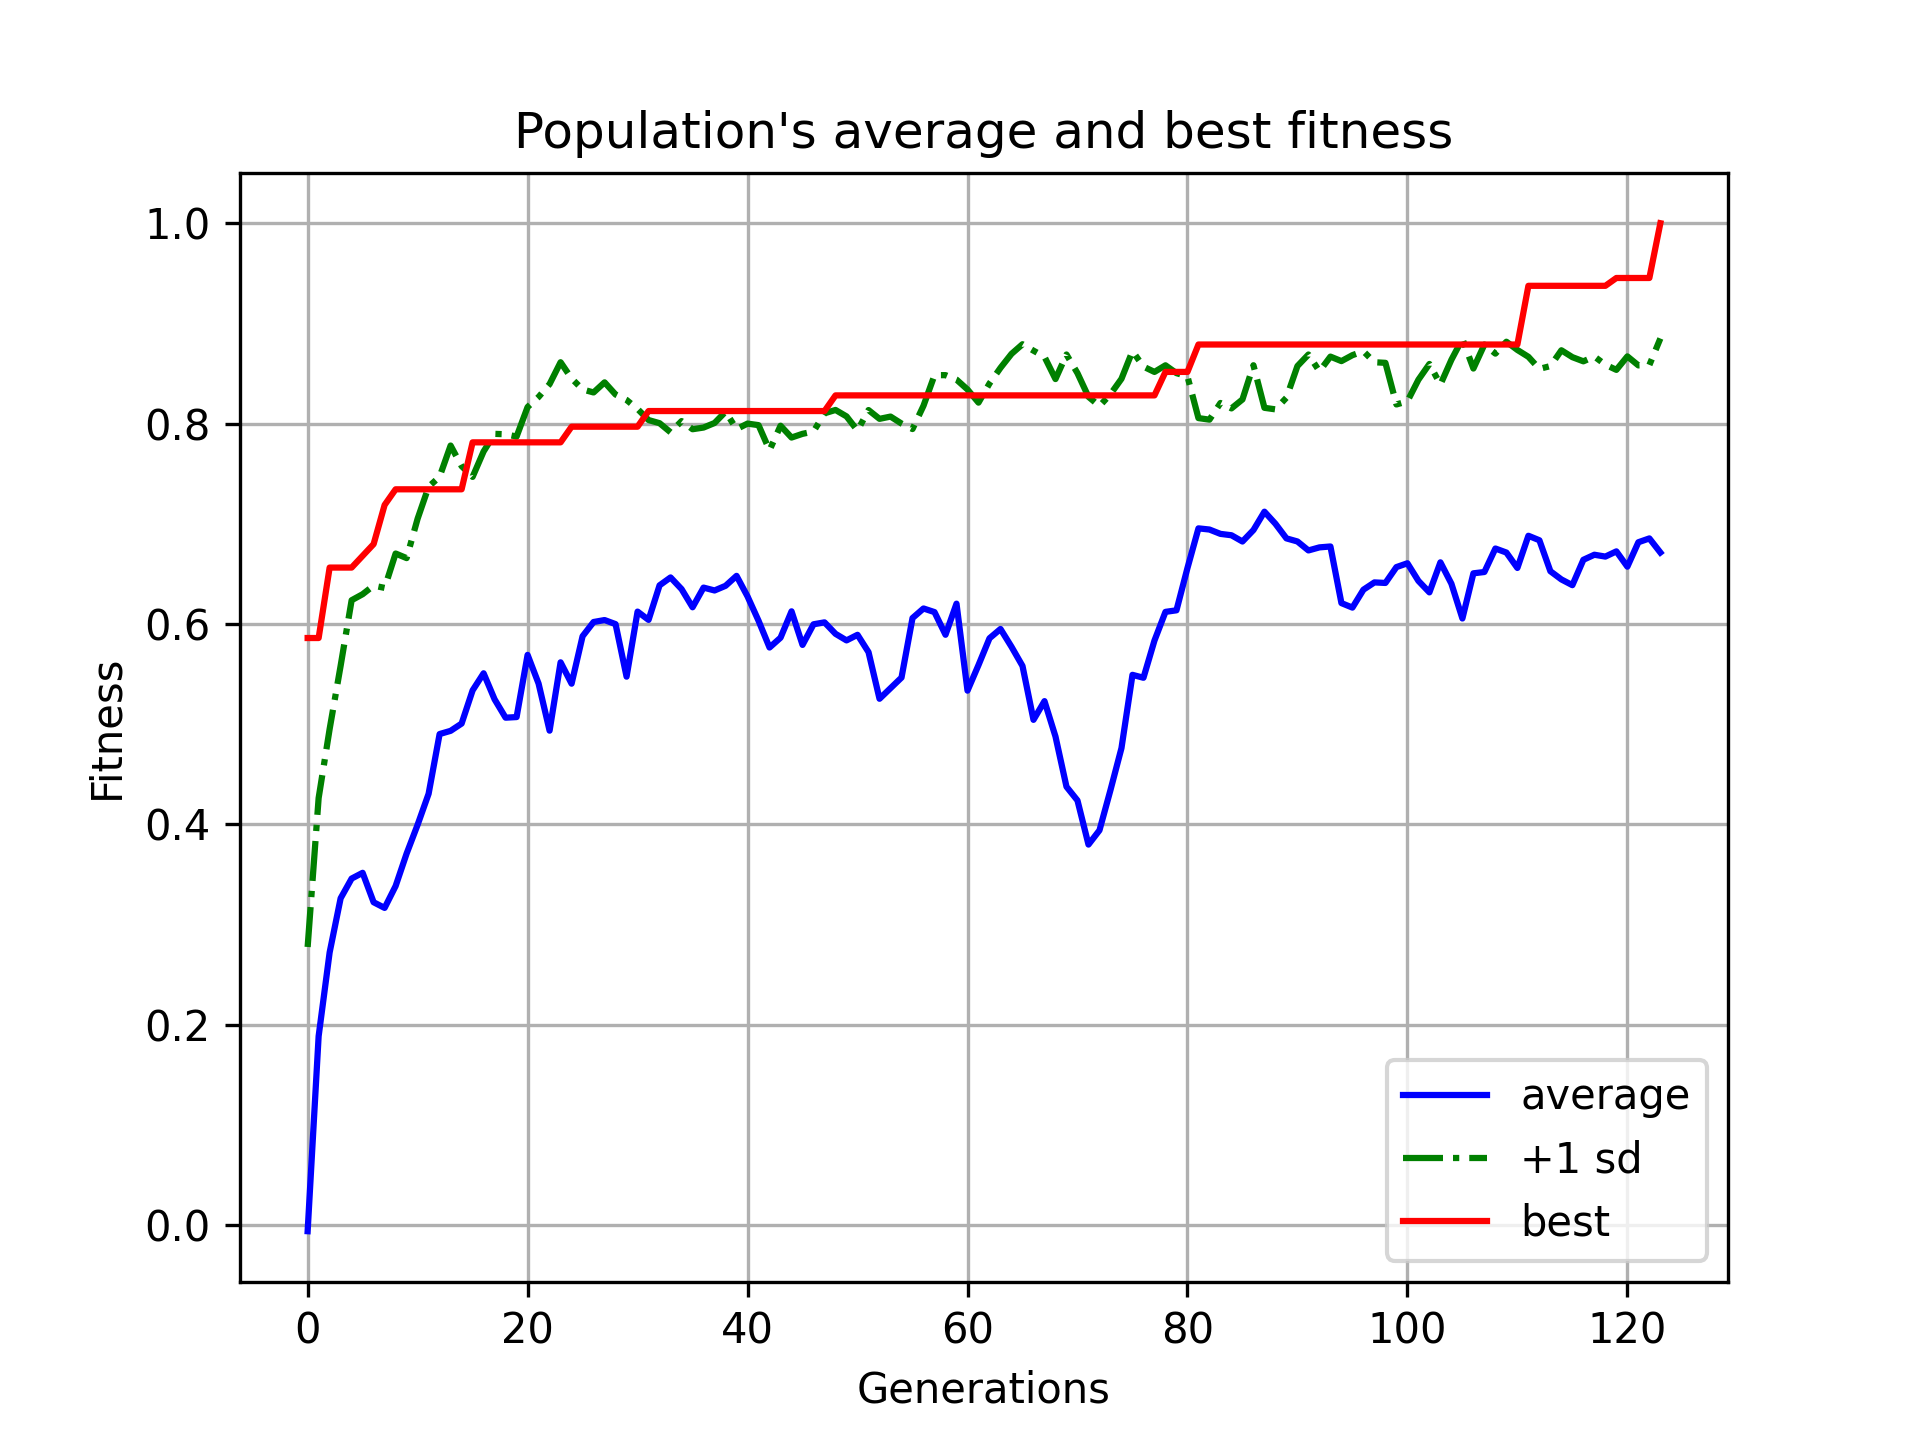 Population's average and best fitness
1.0
0.8
0.6
0.4
0.2
0.0
Fitness
0 20 40 60 80 100 120
Generations
average
+1 sd
best